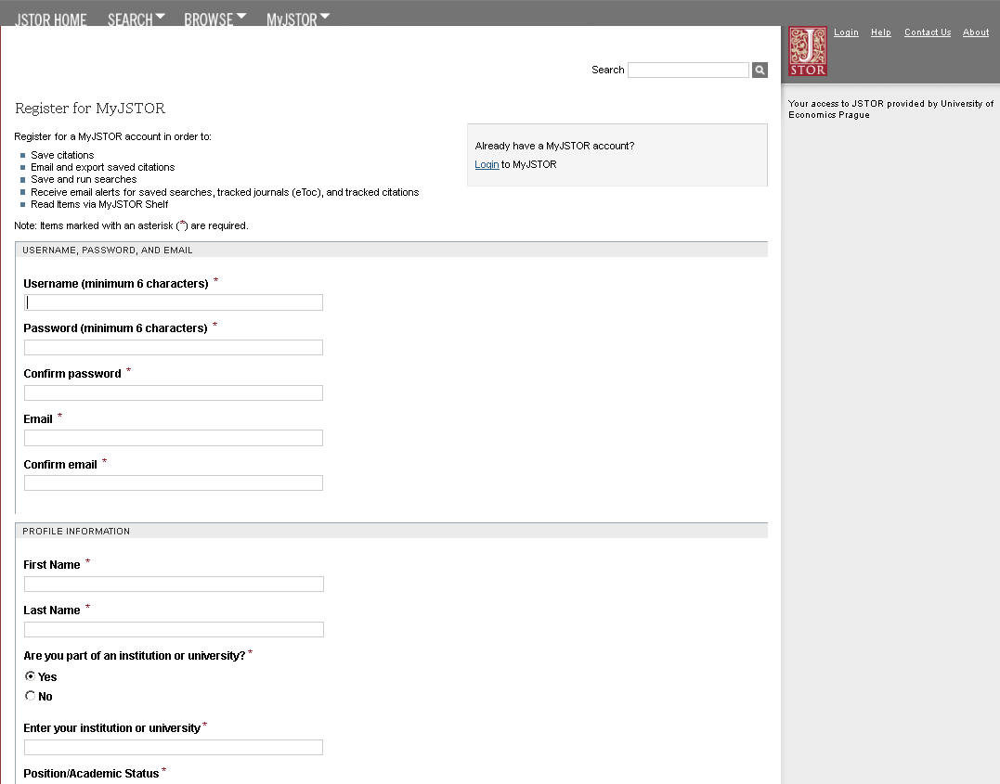 JSTOR HOME SEARCH BROWSE MyJSTOR
Login Help Contact Us About
J
STOR
Search
Your access to JSTOR provided by University of
Economics Prague
Register for MyJSTOR
Register for a MyJSTOR account in order to:
Save citations
Email and export saved citations
Save and run searches
Receive email alerts for saved searches, tracked journals (eToc), and tracked citations
Read Items via MyJSTOR Shelf
Already have a MyJSTOR account?
Login to MyJSTOR
Note: Items marked with an asterisk (*) are required.
USERNAME, PASSWORD, AND EMAIL
Username (minimum 6 characters) *
Password (minimum 6 characters) *
Confirm password *
Email *
Confirm email *
PROFILE INFORMATION
First Name *
Last Name *
Are you part of an institution or university? *
Yes
No
Enter your institution or university *
Position/Academic Status *